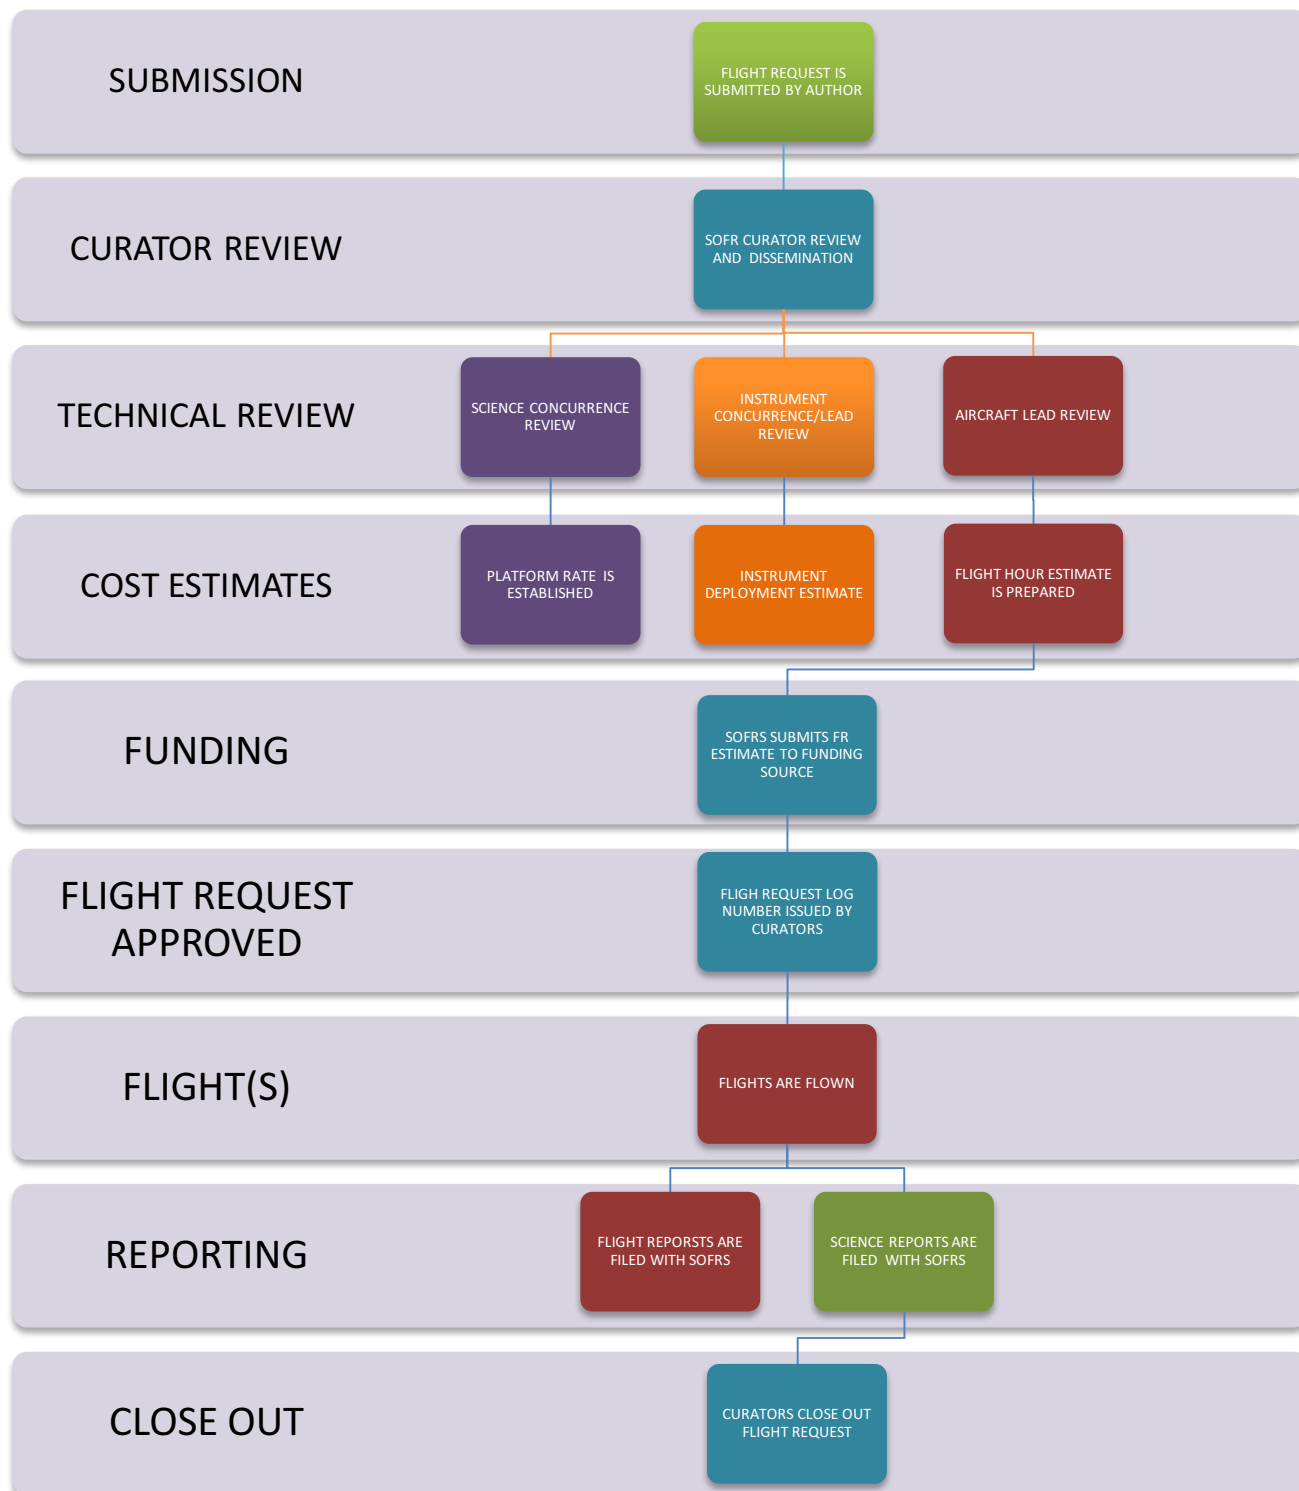 SUBMISSION
FLIGHT REQUEST IS
SUBMITTED BY AUTHOR
CURATOR REVIEW
SOFR CURATOR REVIEW
AND DISSEMINATION
TECHNICAL REVIEW
SCIENCE CONCURRENCE
REVIEW
INSTRUMENT
CONCURRENCE/LEAD
REVIEW
AIRCRAFT LEAD REVIEW
COST ESTIMATES
PLATFORM RATE IS
ESTABLISHED
INSTRUMENT
DEPLOYMENT ESTIMATE
FLIGHT HOUR ESTIMATE
IS PREPARED
FUNDING
SOFRS SUBMITS FR
ESTIMATE TO FUNDING
SOURCE
FLIGHT REQUEST
APPROVED
FLIGH REQUEST LOG
NUMBER ISSUED BY
CURATORS
FLIGHT(S)
FLIGHTS ARE FLOWN
REPORTING
FLIGHT REPORSTS ARE
FILED WITH SOFRS
SCIENCE REPORTS ARE
FILED WITH SOFRS
CLOSE OUT
CURATORS CLOSE OUT
FLIGHT REQUEST